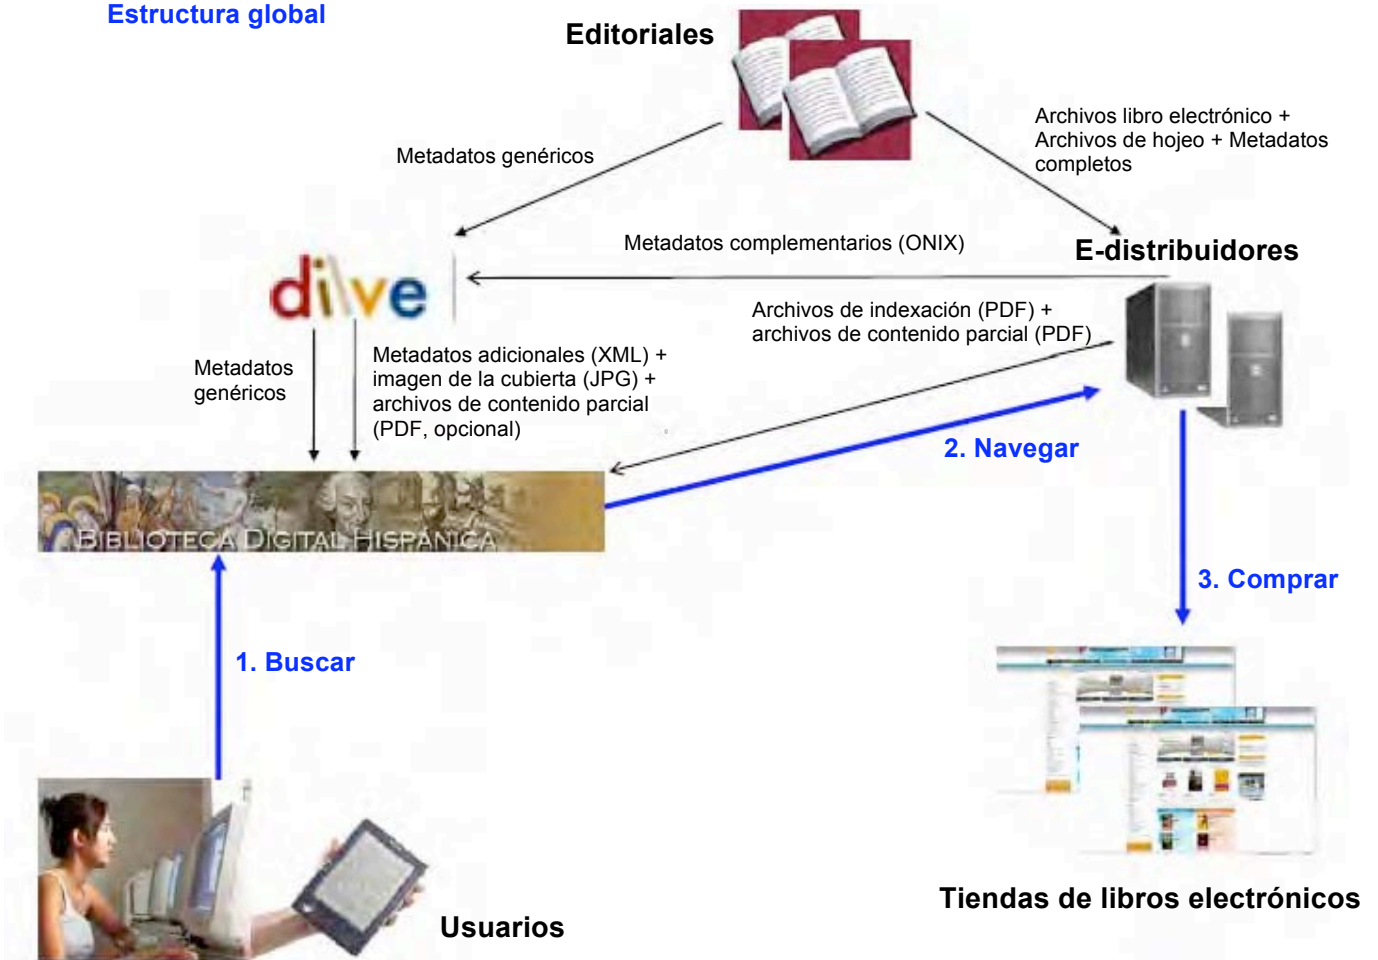 Estructura global
Editoriales
Archivos libro electrónico +
Archivos de hojeo + Metadatos
completos
Metadatos genéricos
Metadatos complementarios (ONIX)
E-distribuidores
dilve
Archivos de indexación (PDF) +
archivos de contenido parcial (PDF)
Metadatos
genéricos
Metadatos adicionales (XML) +
imagen de la cubierta (JPG) +
archivos de contenido parcial
(PDF, opcional)
2. Navegar
BIBLIOTECA DIGITAL HISPÁNICA
3. Comprar
1. Buscar
Tiendas de libros electrónicos
Usuarios